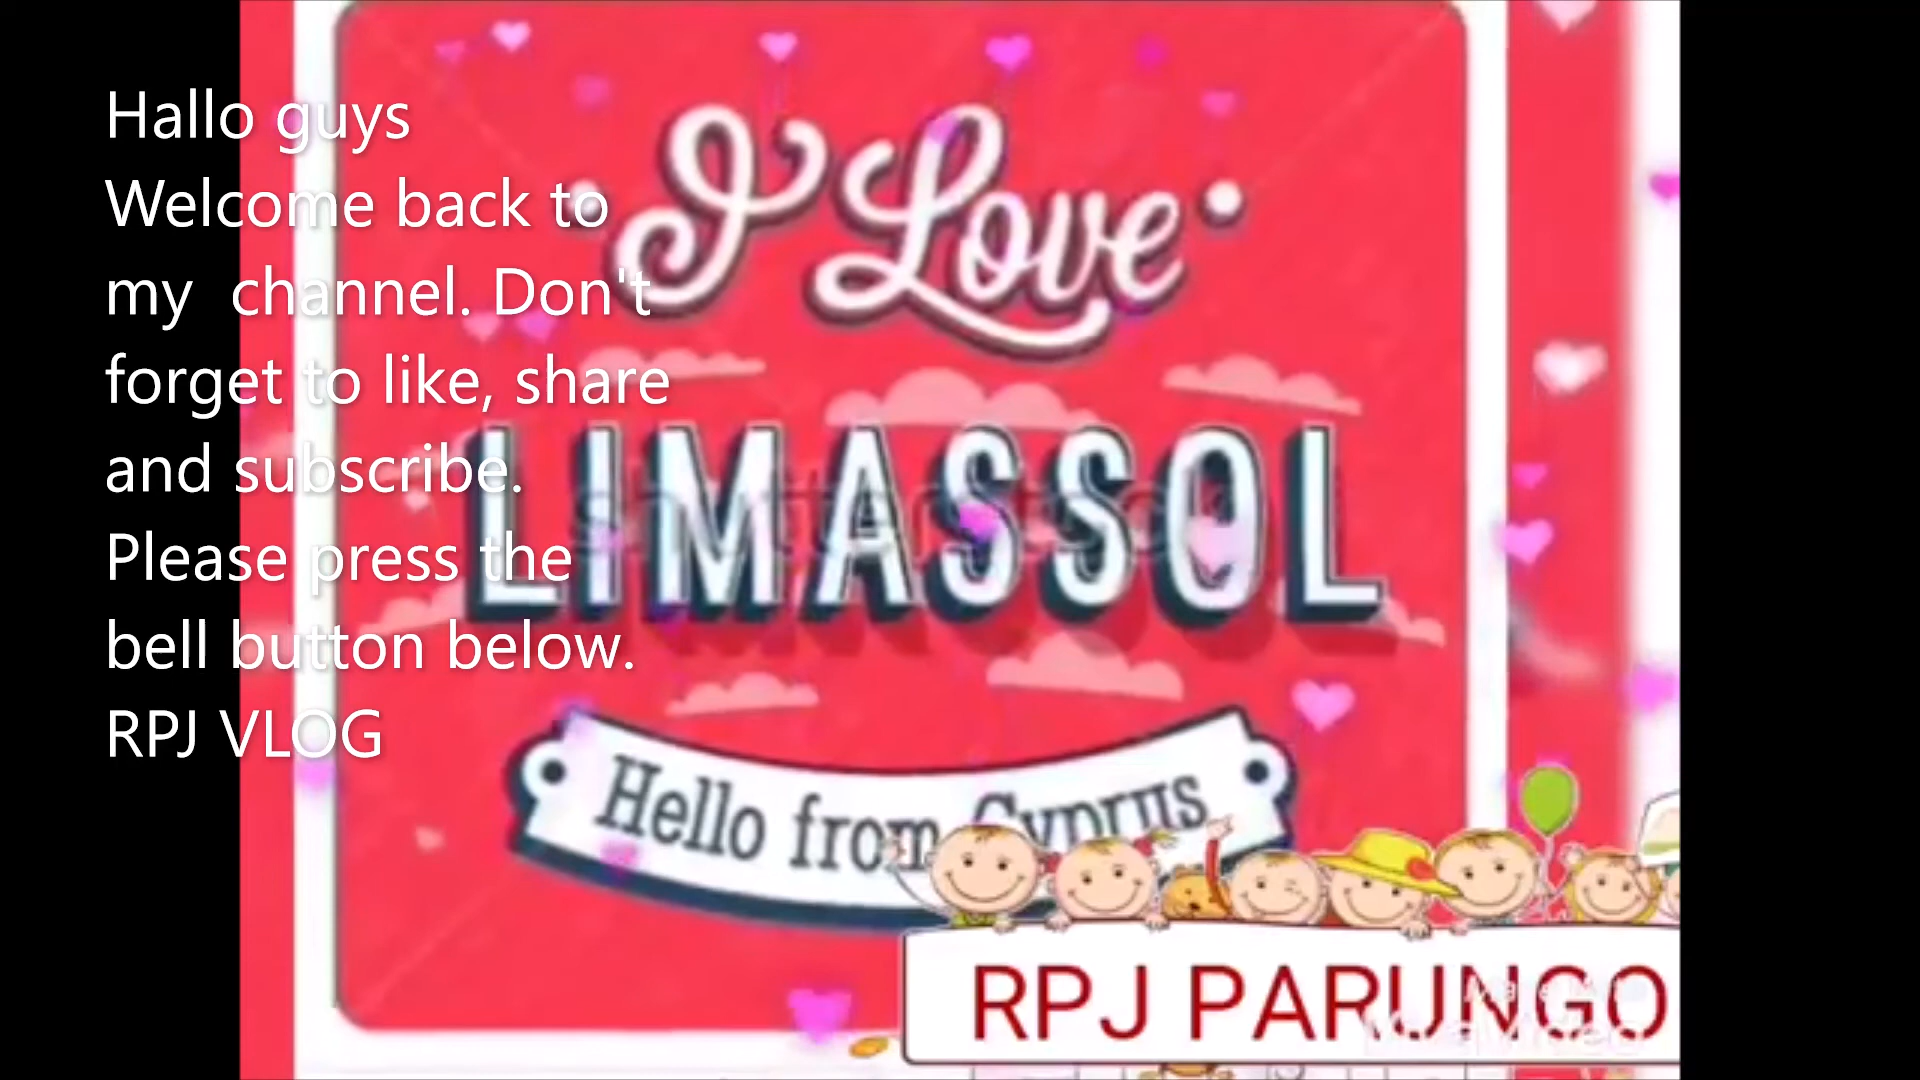 Hallo guys
Welcome back to
my channel. Don't
forget to like, share
and subscribe.
Please press the
bell button below.
RPJ VLOG
I Love
LIMASSOL
shutterstock
Hello from Cyprus
RPJ PARUNGO